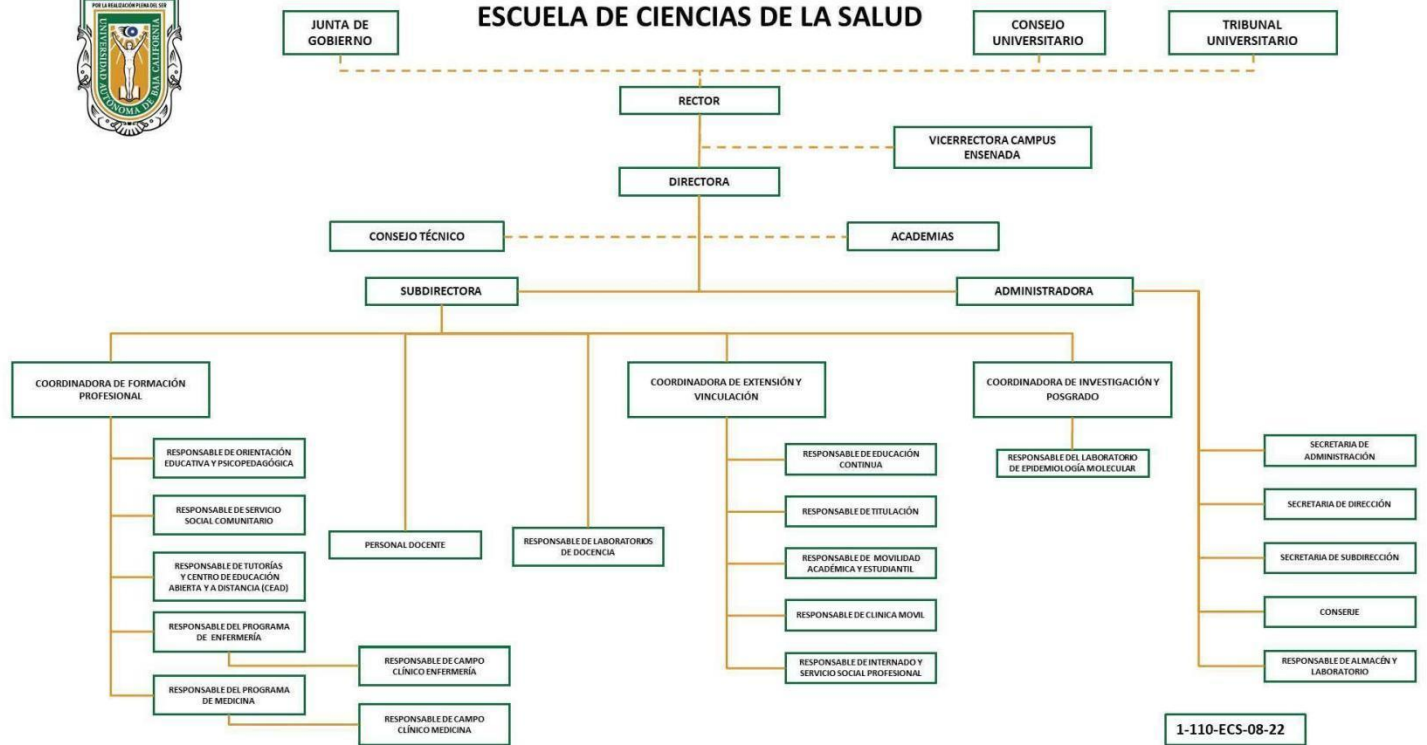 POR LA REALIZACIÓN PLENA DEL SER
UNIVERSIDAD AUTÓNOMA DE BAJA CALIFORNIA
ESCUELA DE CIENCIAS DE LA SALUD
JUNTA DE
GOBIERNO
CONSEJO
UNIVERSITARIO
TRIBUNAL
UNIVERSITARIO
RECTOR
VICERRECTORA CAMPUS
ENSENADA
DIRECTORA
CONSEJO TÉCNICO
ACADEMIAS
SUBDIRECTORA
ADMINISTRADORA
COORDINADORA DE FORMACIÓN
PROFESIONAL
COORDINADORA DE EXTENSIÓN Y
VINCULACIÓN
COORDINADORA DE INVESTIGACIÓN Y
POSGRADO
RESPONSABLE DE ORIENTACIÓN
EDUCATIVA Y PSICOPEDAGÓGICA
RESPONSABLE DE SERVICIO
SOCIAL COMUNITARIO
RESPONSABLE DE TUTORÍAS
Y CENTRO DE EDUCACIÓN
ABIERTA Y A DISTANCIA (CEAD)
RESPONSABLE DEL PROGRAMA
DE ENFERMERÍA
RESPONSABLE DE CAMPO
CLÍNICO ENFERMERÍA
RESPONSABLE DEL PROGRAMA
DE MEDICINA
RESPONSABLE DE CAMPO
CLÍNICO MEDICINA
PERSONAL DOCENTE
RESPONSABLE DE LABORATORIOS
DE DOCENCIA
RESPONSABLE DE EDUCACIÓN
CONTINUA
RESPONSABLE DE TITULACIÓN
RESPONSABLE DE MOVILIDAD
ACADÉMICA Y ESTUDIANTIL
RESPONSABLE DE CLINICA MOVIL
RESPONSABLE DE INTERNADO Y
SERVICIO SOCIAL PROFESIONAL
RESPONSABLE DEL LABORATORIO
DE EPIDEMIOLOGÍA MOLECULAR
SECRETARIA DE
ADMINISTRACIÓN
SECRETARIA DE DIRECCIÓN
SECRETARIA DE SUBDIRECCIÓN
CONSERJE
RESPONSABLE DE ALMACÉN Y
LABORATORIO
1-110-ECS-08-22